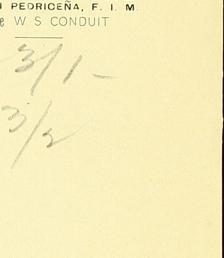 PEDRICEÑA, F. I. M.
W S CONDUIT
3/1-
3/2